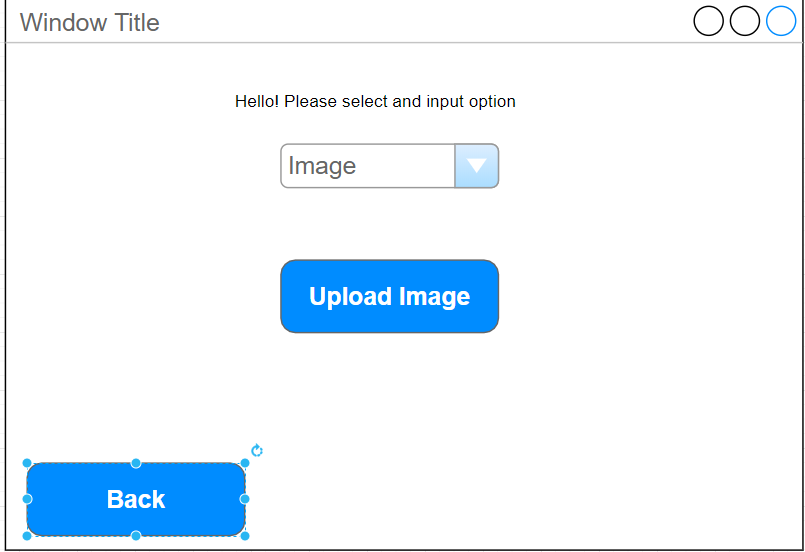 Window Title
Hello! Please select and input option
Image
Upload Image
Back